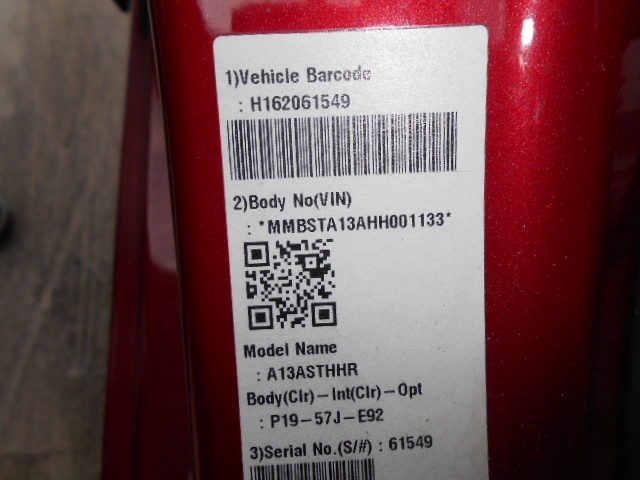 1)Vehicle Barcode
: H162061549
2)Body No(VIN)
: *MMBSTA13AHH001133*
Model Name
: A13ASTHHR
Body(Clr)-Int(Clr)-Opt
: P19-57J-E92
3)Serial No.(S/#) : 61549